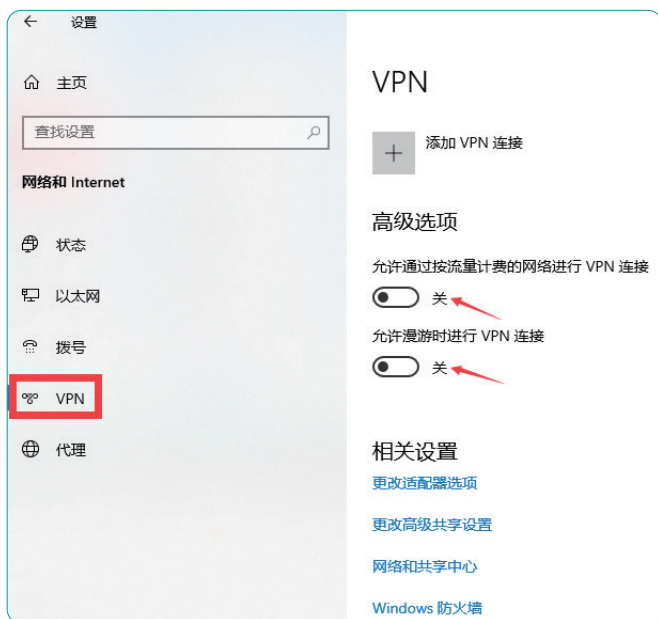 设置
主页
查找设置
网络和 Internet
状态
以太网
拨号
VPN
代理
VPN
添加 VPN 连接
高级选项
允许通过按流量计费的网络进行 VPN 连接
关
允许漫游时进行 VPN 连接
关
相关设置
更改适配器选项
更改高级共享设置
网络和共享中心
Windows 防火墙